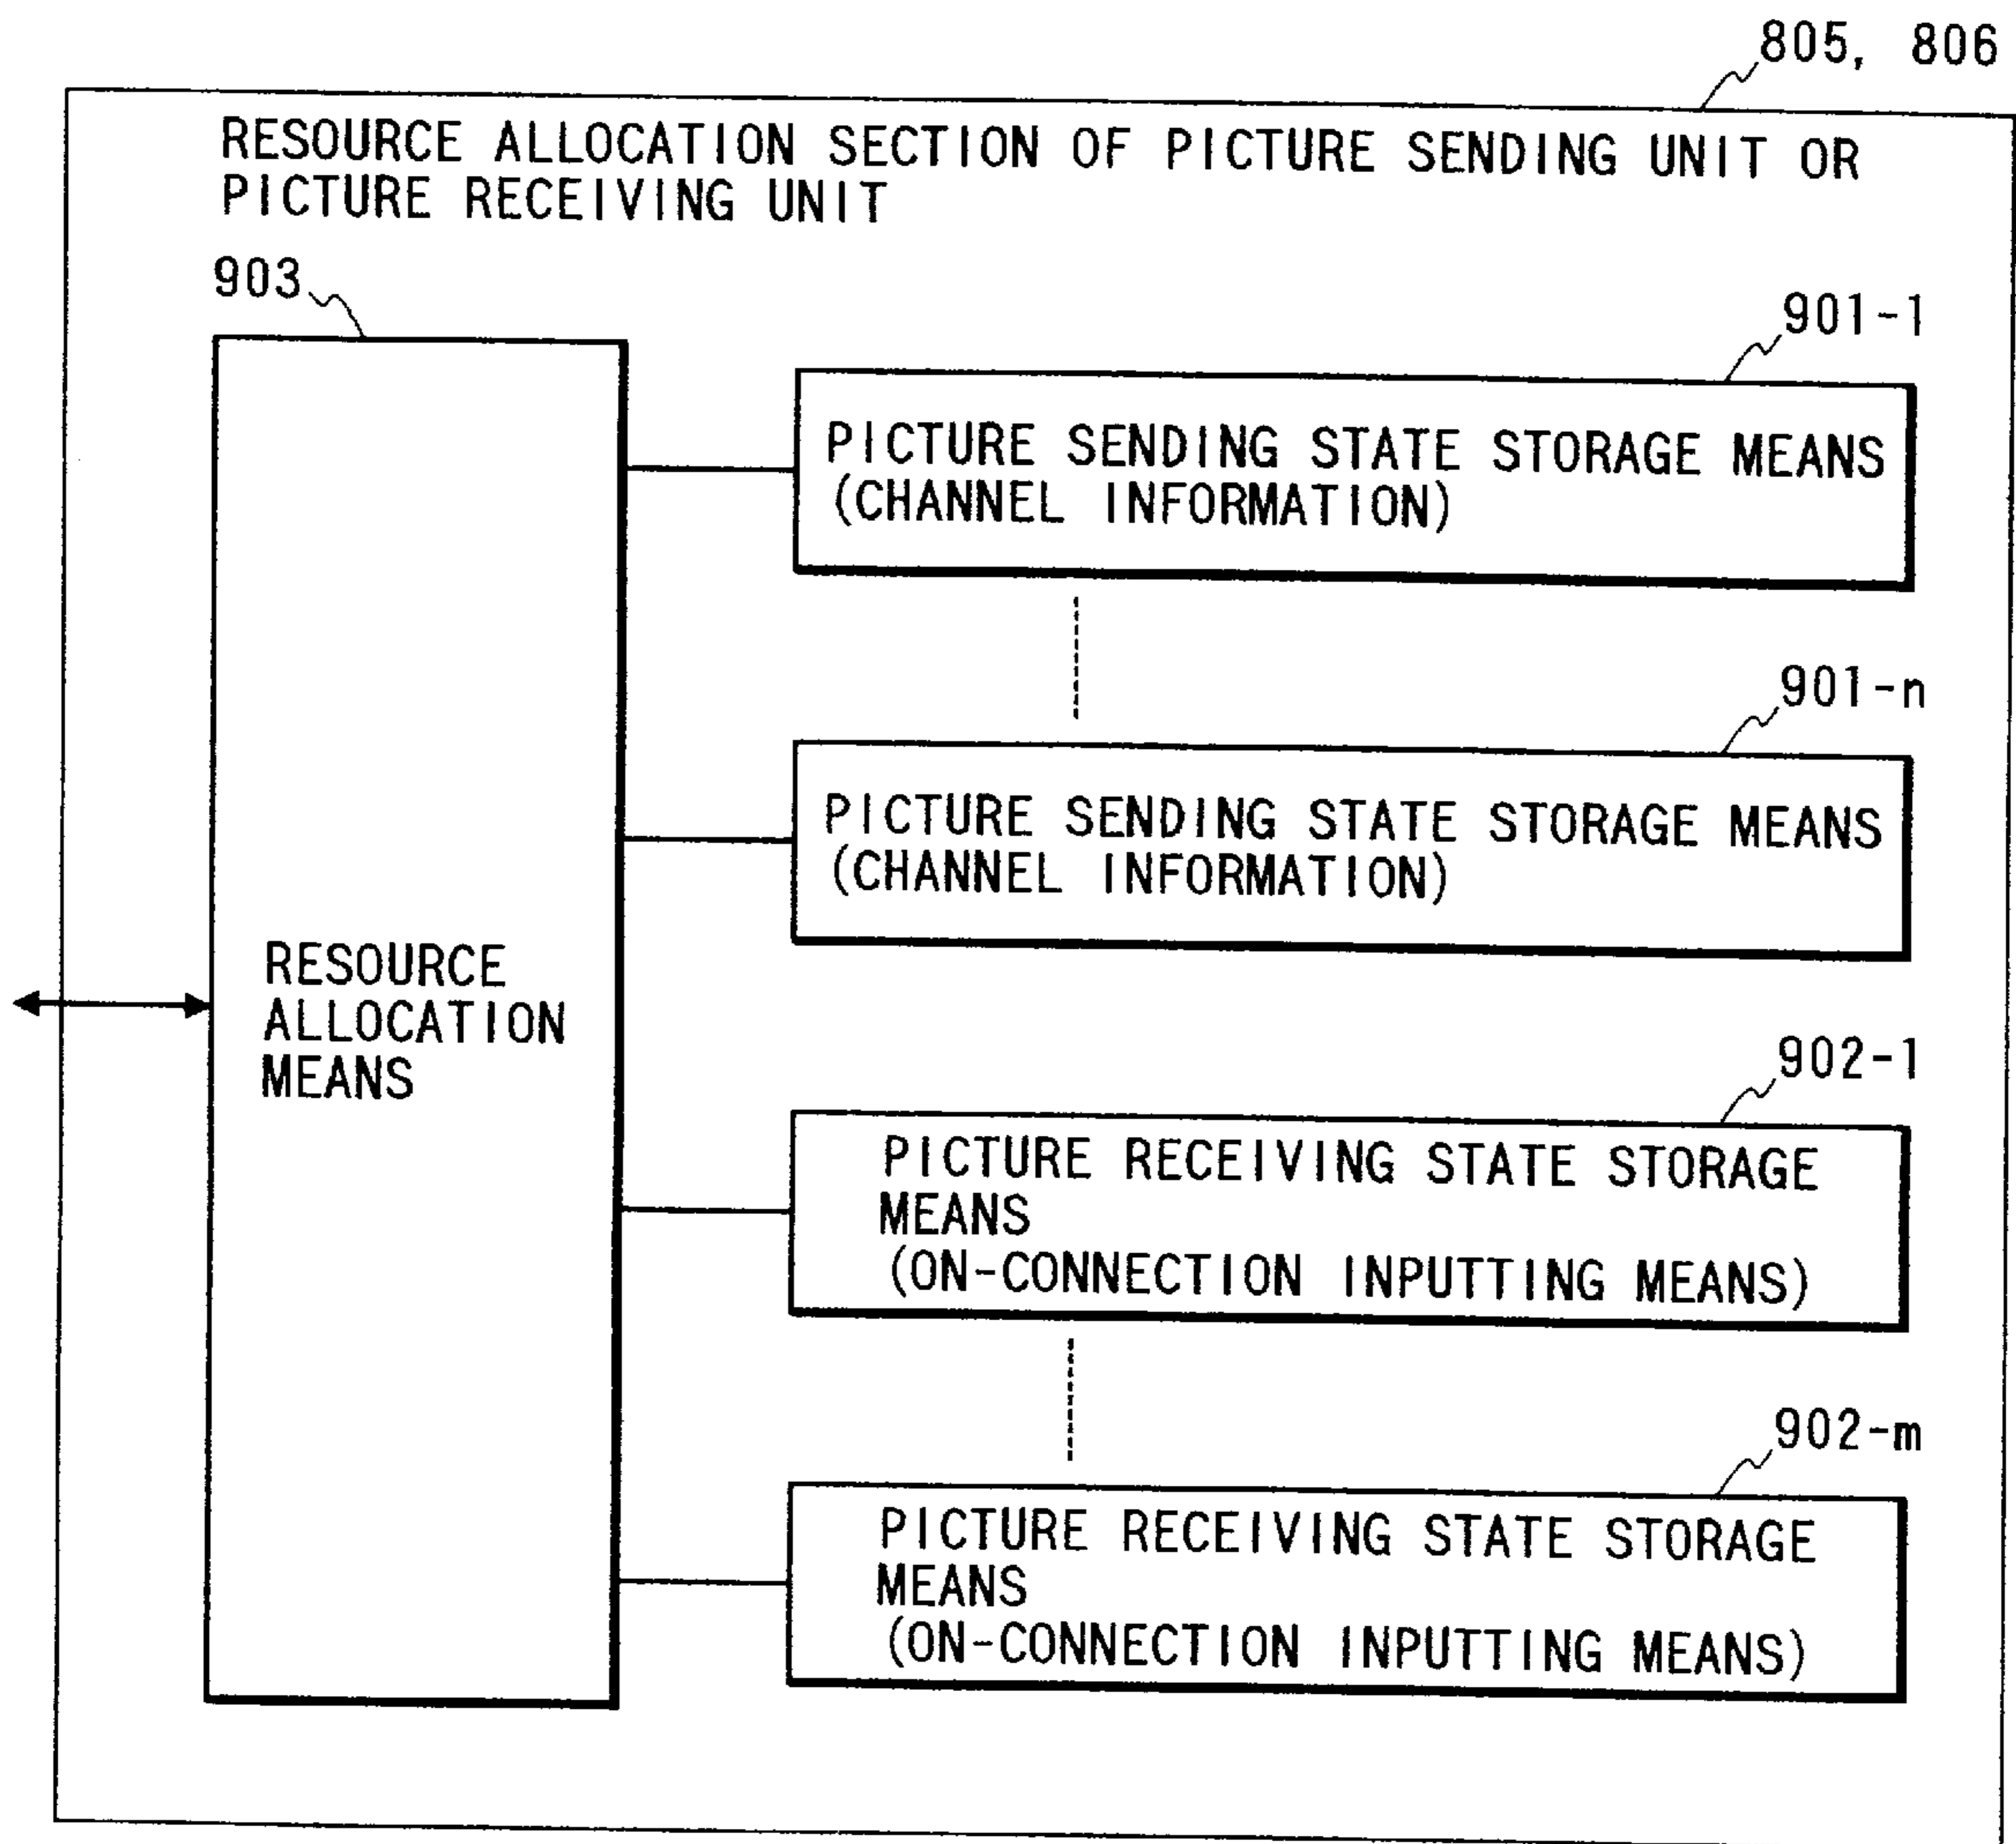 805, 806
RESOURCE ALLOCATION SECTION OF PICTURE SENDING UNIT OR
PICTURE RECEIVING UNIT
903
901-1
PICTURE SENDING STATE STORAGE MEANS
(CHANNEL INFORMATION)
901-n
PICTURE SENDING STATE STORAGE MEANS
(CHANNEL INFORMATION)
RESOURCE
ALLOCATION
MEANS
902-1
PICTURE RECEIVING STATE STORAGE
MEANS
(ON-CONNECTION INPUTTING MEANS)
902-m
PICTURE RECEIVING STATE STORAGE
MEANS
(ON-CONNECTION INPUTTING MEANS)